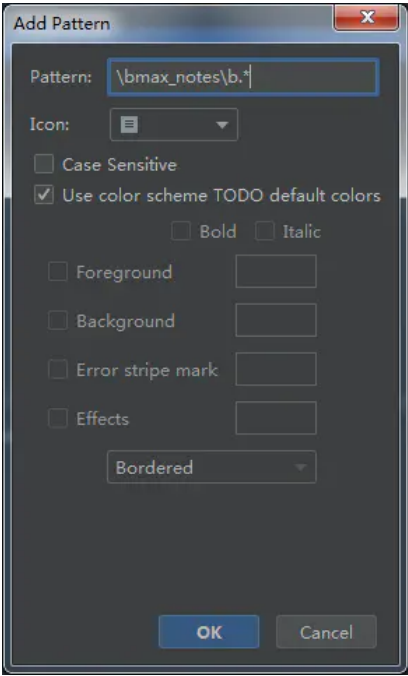 Add Pattern
Pattern: \bmax_notes\b.*
Icon:
Case Sensitive
Use color scheme TODO default colors
Bold Italic
Foreground
Background
Error stripe mark
Effects
Bordered
OK Cancel